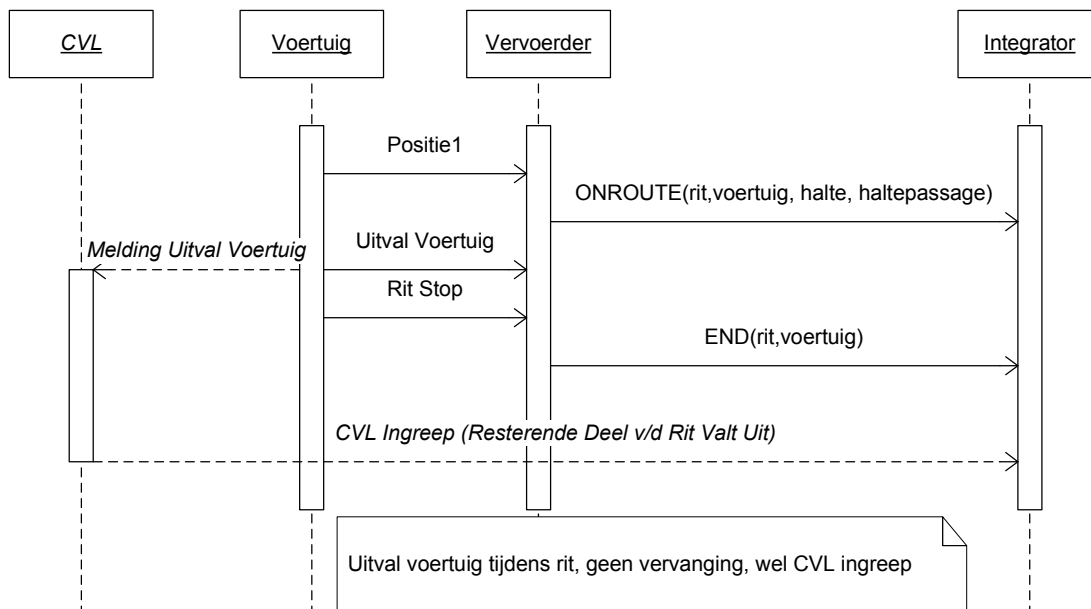 CVL
Voertuig
Vervoerder
Integrator
Positie1
ONROUTE(rit,voertuig, halte, haltepassage)
Melding Uitval Voertuig
Uitval Voertuig
Rit Stop
END(rit,voertuig)
CVL Ingreep (Resterende Deel v/d Rit Valt Uit)
Uitval voertuig tijdens rit, geen vervanging, wel CVL ingreep